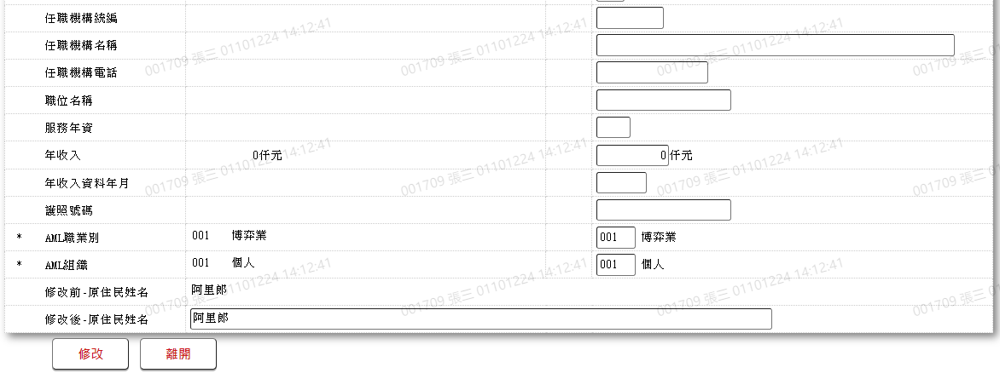 任職機構統編
任職機構名稱
任職機構電話
職位名稱
服務年資
年收入 0仟元 0 仟元
年收入資料年月
護照號碼
* AML職業別 001 博弈業 001 博弈業
* AML組織 001 個人 001 個人
修改前-原住民姓名 阿里郎
修改後-原住民姓名 阿里郎
修改 離開
001709 張三 01101224 14:12:41